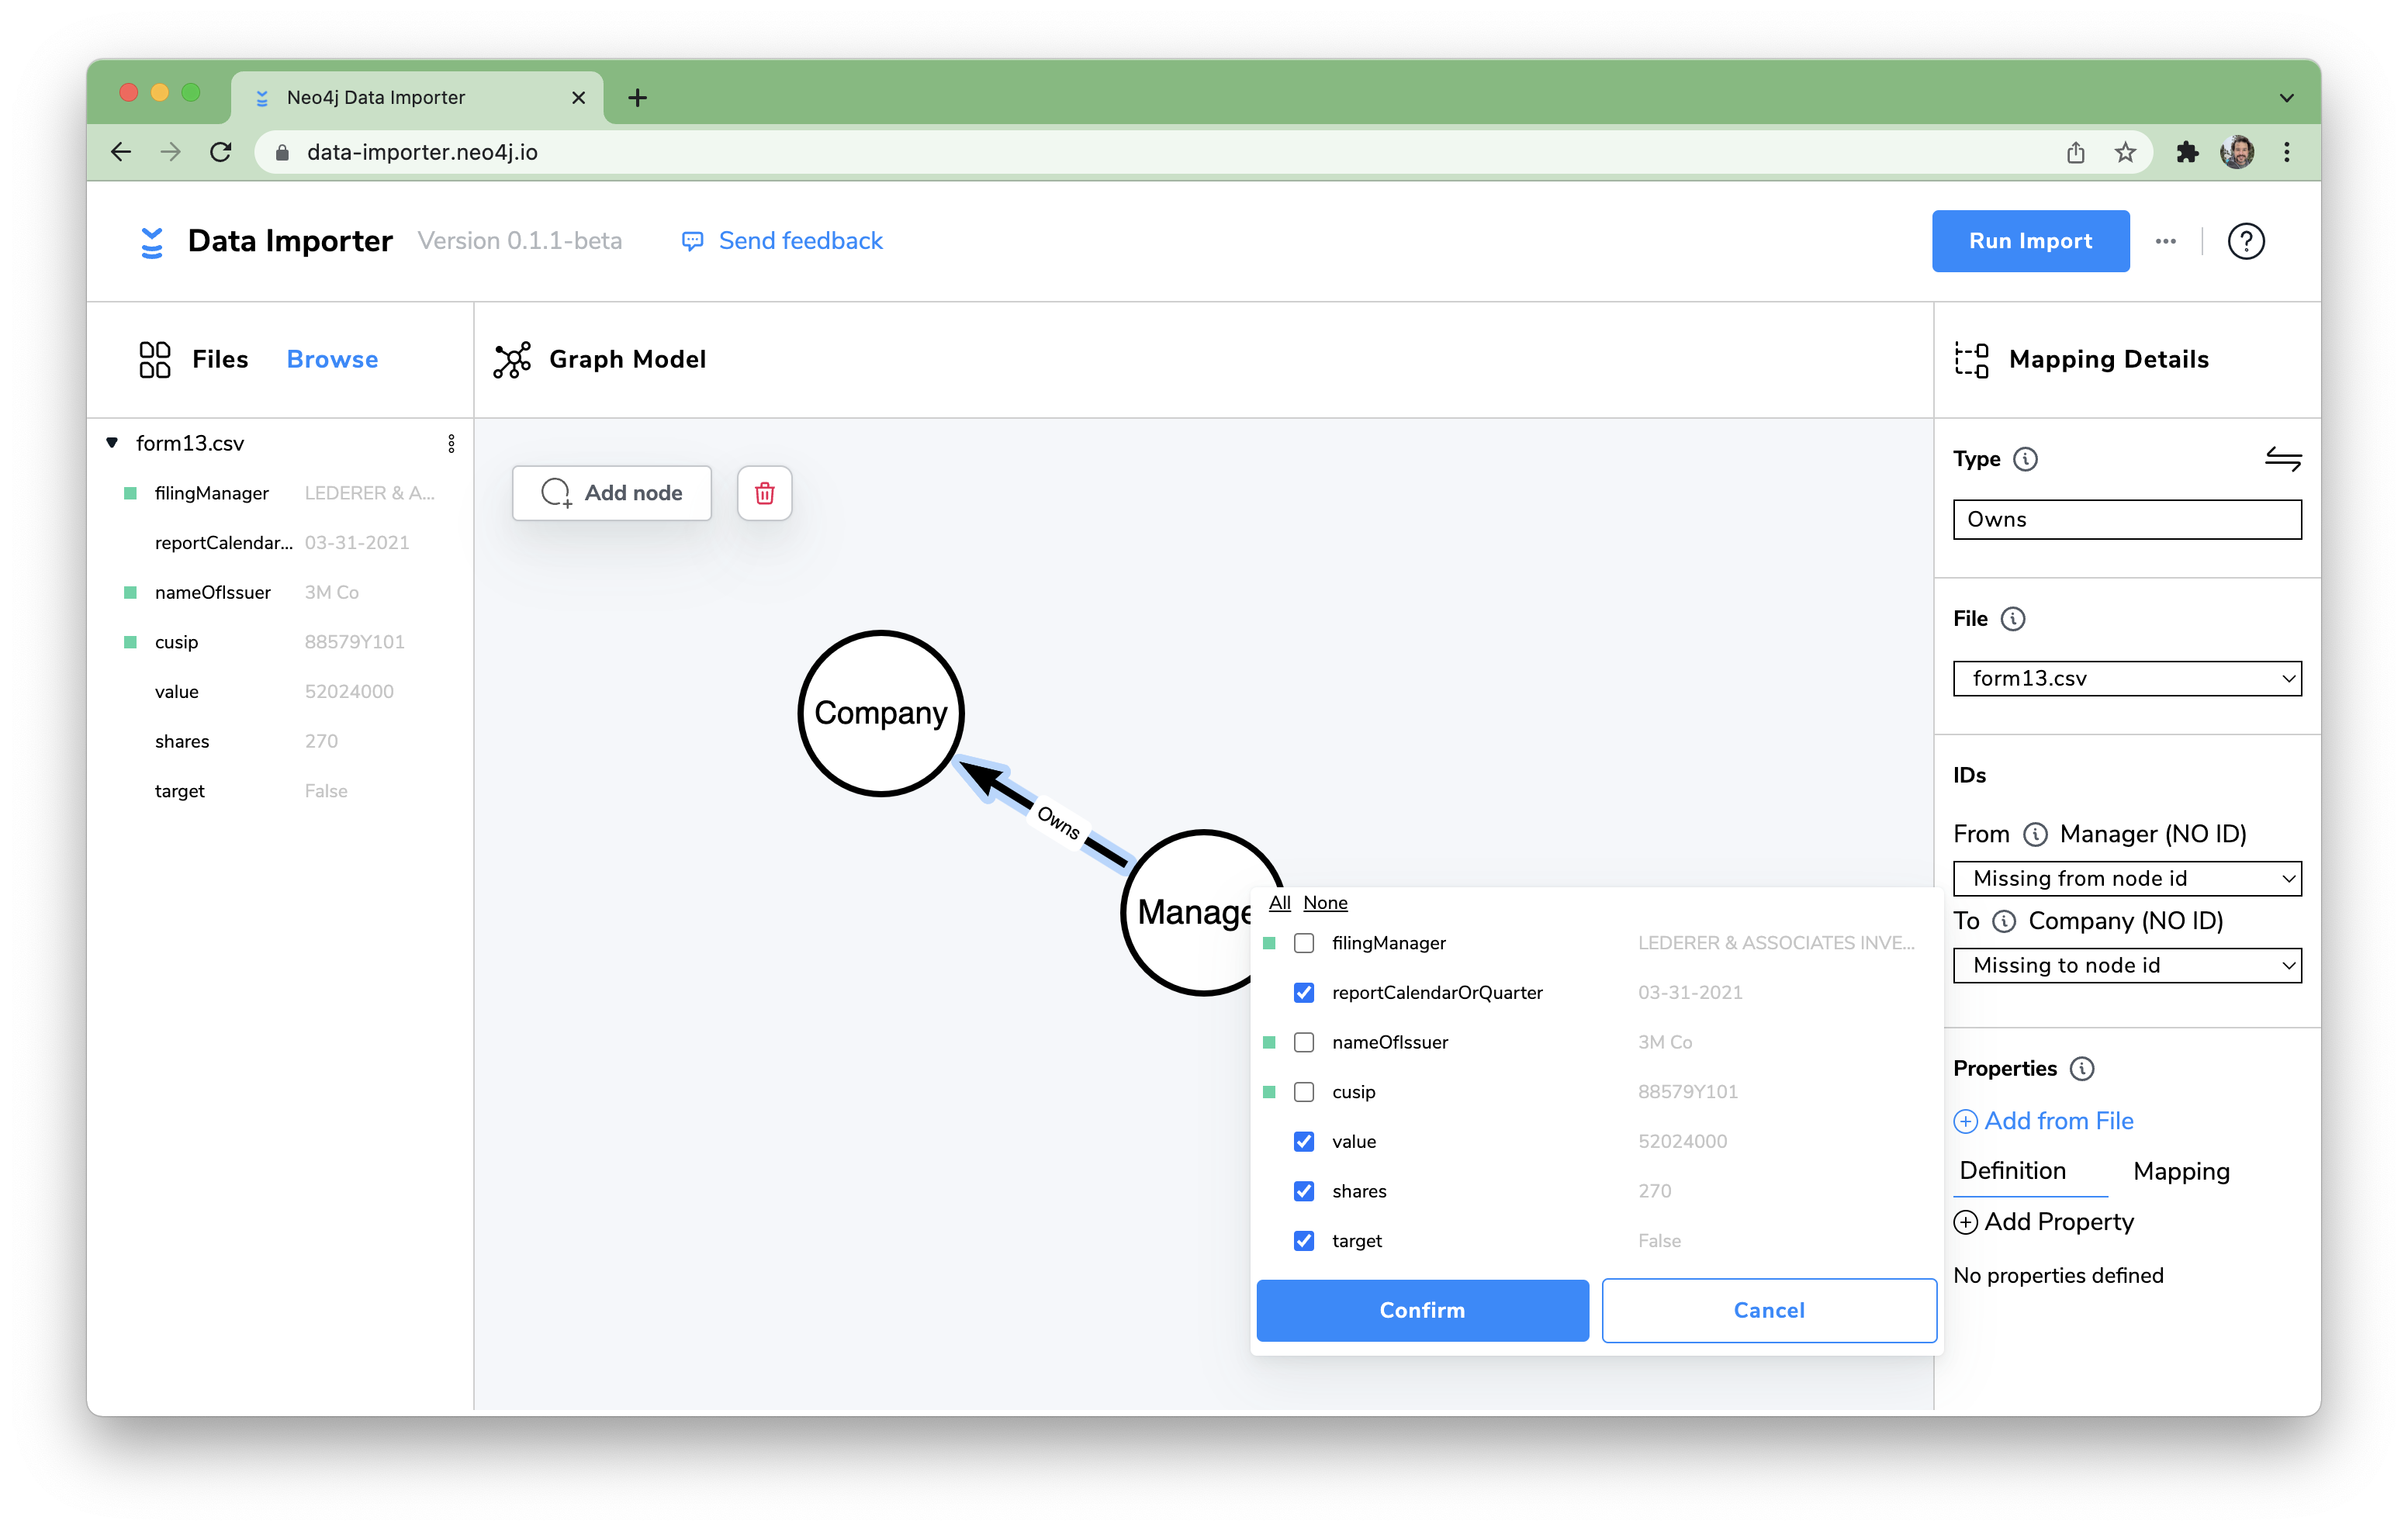 Neo4j Data Importer
data-importer.neo4j.io
Data Importer Version 0.1.1-beta Send feedback
Run Import
Files Browse
Graph Model
Mapping Details
form13.csv
filingManager LEDERER & A...
reportCalendar... 03-31-2021
nameOfIssuer 3M Co
cusip 88579Y101
value 52024000
shares 270
target False
Add node
Company
Owns
Manage
All None
filingManager LEDERER & ASSOCIATES INVE...
reportCalendarOrQuarter 03-31-2021
nameOfIssuer 3M Co
cusip 88579Y101
value 52024000
shares 270
target False
Confirm Cancel
Type
Owns
File
form13.csv
IDs
From Manager (NO ID)
Missing from node id
To Company (NO ID)
Missing to node id
Properties
Add from File
Definition Mapping
Add Property
No properties defined